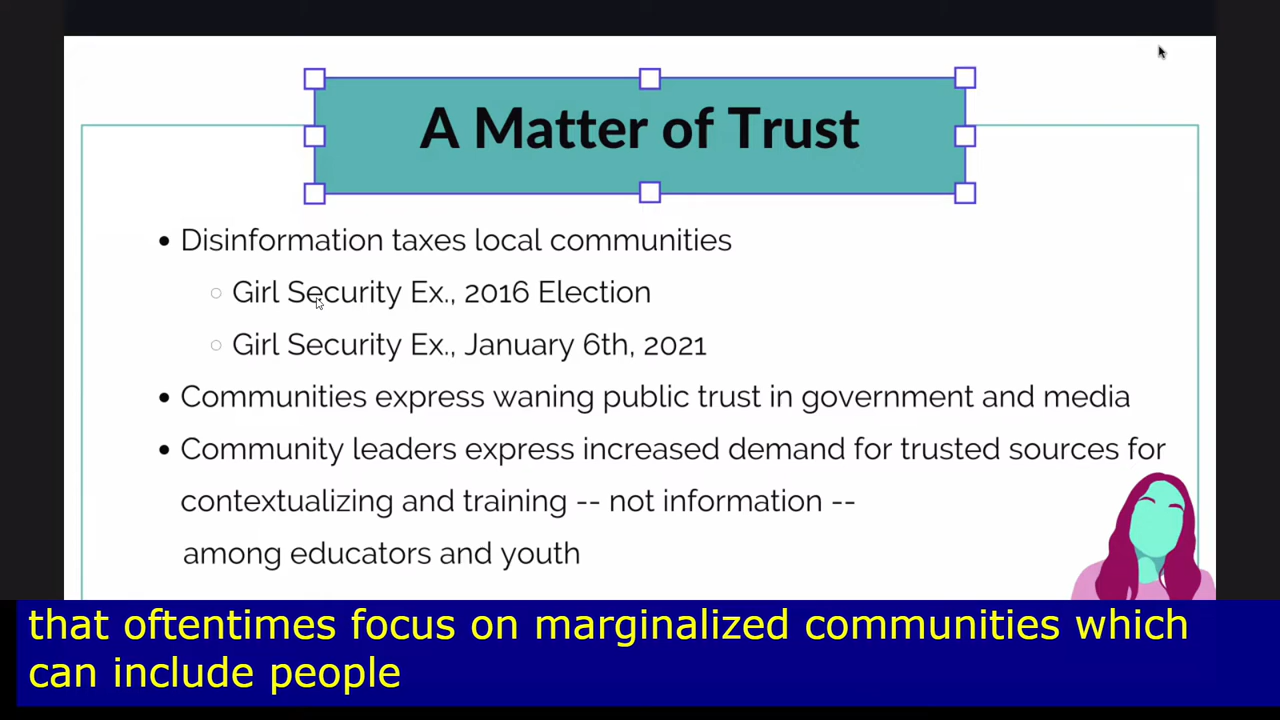 A Matter of Trust
• Disinformation taxes local communities
○ Girl Security Ex., 2016 Election
○ Girl Security Ex., January 6th, 2021
• Communities express waning public trust in government and media
• Community leaders express increased demand for trusted sources for
contextualizing and training -- not information --
among educators and youth
that oftentimes focus on marginalized communities which
can include people